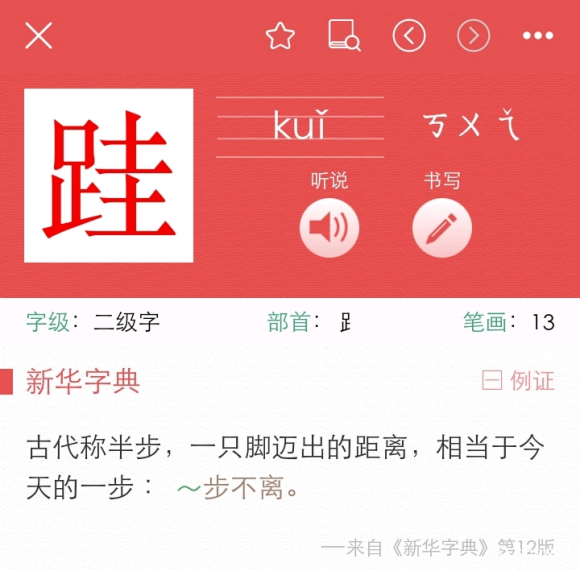 kuǐ ㄎㄨㄟˇ
跬
听说 书写
字级：二级字 部首：⻊ 笔画：13
新华字典 例证
古代称半步，一只脚迈出的距离，相当于今
天的一步：～步不离。
—来自《新华字典》第12版